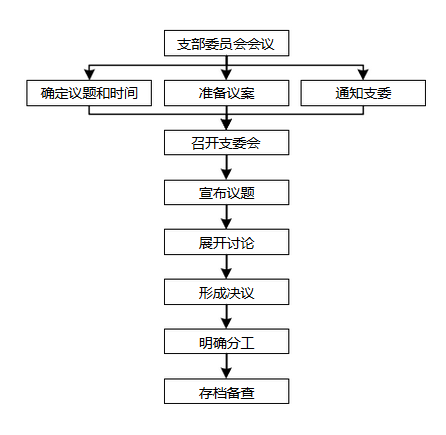 支部委员会会议
确定议题和时间
准备议案
通知支委
召开支委会
宣布议题
展开讨论
形成决议
明确分工
存档备查